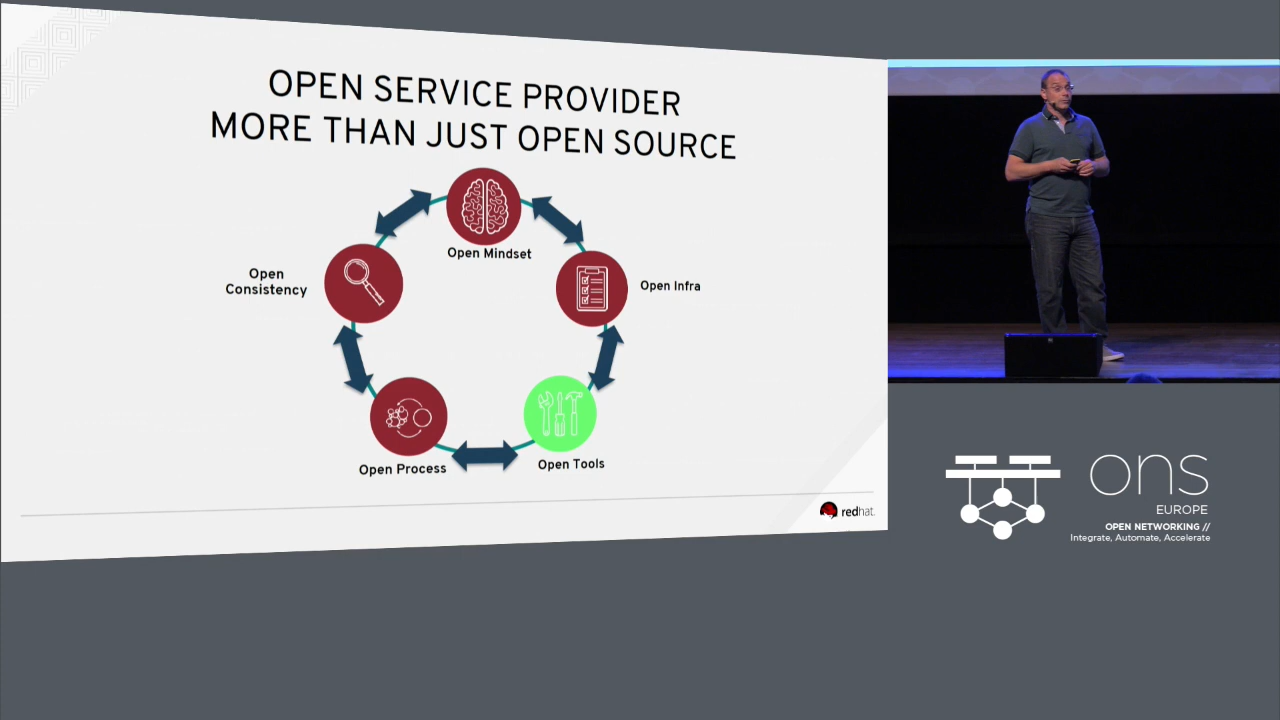 OPEN SERVICE PROVIDER
MORE THAN JUST OPEN SOURCE
Open Mindset
Open
Consistency
Open Infra
Open Process
Open Tools
redhat.
ons
EUROPE
OPEN NETWORKING //
Integrate, Automate, Accelerate